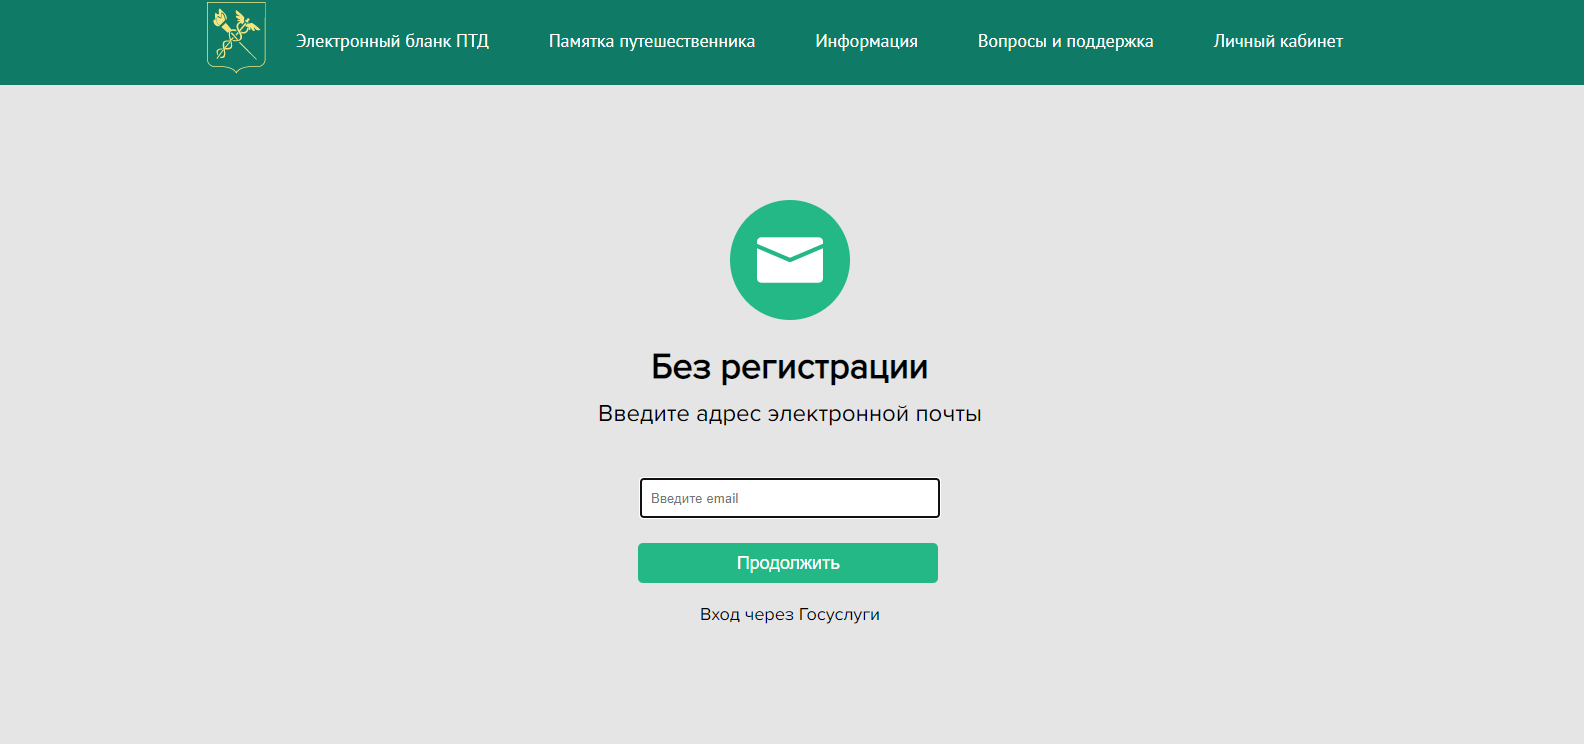 Электронный бланк ПТД
Памятка путешественника
Информация
Вопросы и поддержка
Личный кабинет
Без регистрации
Введите адрес электронной почты
Введите email
Продолжить
Вход через Госуслуги